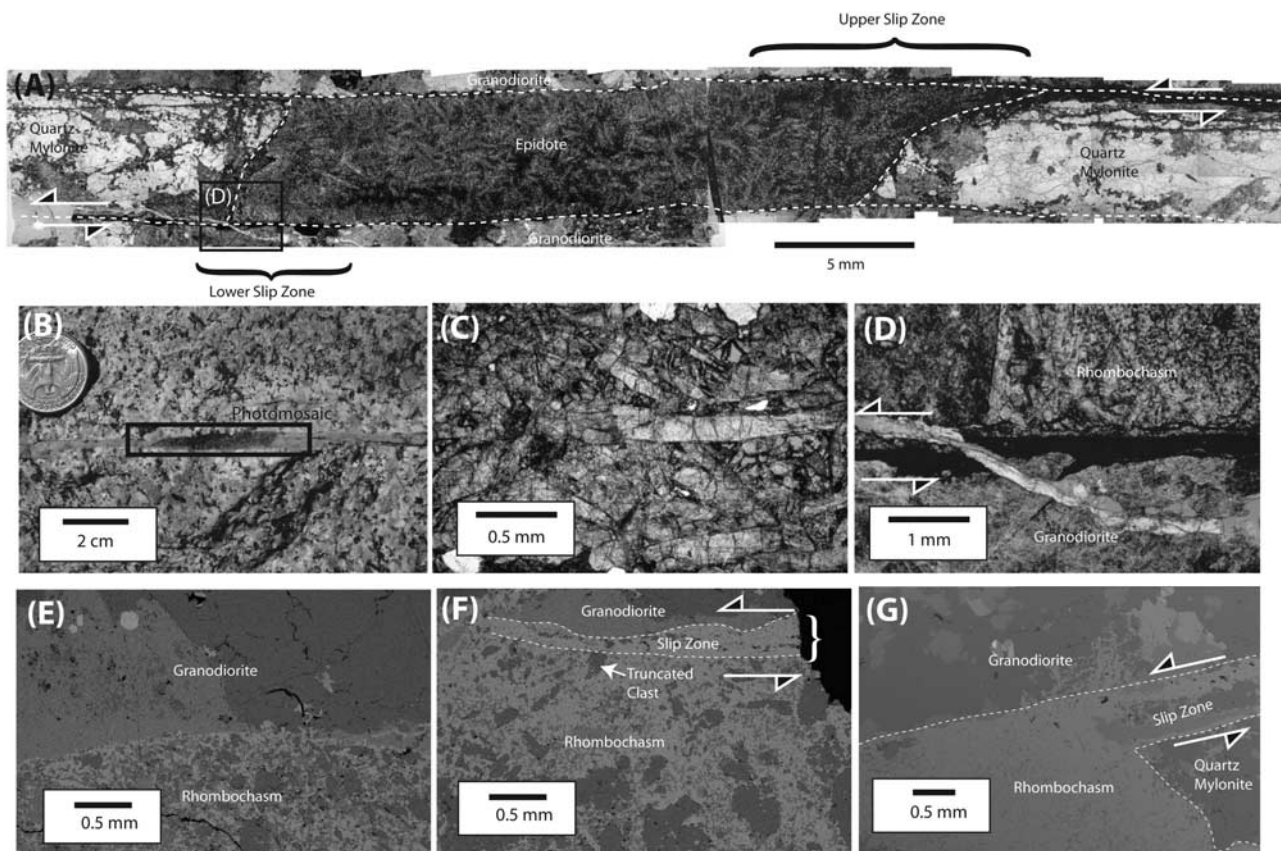 Upper Slip Zone
(A)
Granodiorite
Quartz
Mylonite
Epidote
Quartz
Mylonite
(D)
Granodiorite
5 mm
Lower Slip Zone
(B)
Photomosaic
2 cm
(C)
0.5 mm
(D)
Rhombochasm
Granodiorite
1 mm
(E)
Granodiorite
Rhombochasm
0.5 mm
(F)
Granodiorite
Slip Zone
Truncated
Clast
Rhombochasm
0.5 mm
(G)
Granodiorite
Slip Zone
Quartz
Mylonite
Rhombochasm
0.5 mm